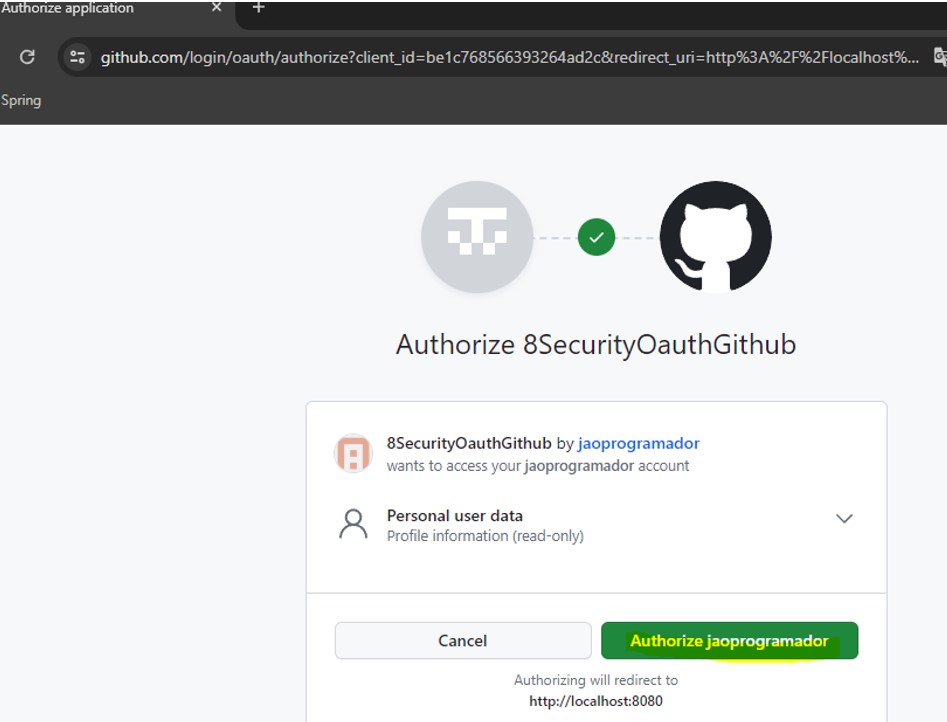 Authorize application
github.com/login/oauth/authorize?client_id=be1c768566393264ad2c&redirect_uri=http%3A%2F%2Flocalhost%...
Spring
Authorize 8SecurityOauthGithub
8SecurityOauthGithub by jaoprogramador
wants to access your jaoprogramador account
Personal user data
Profile information (read-only)
Cancel
Authorize jaoprogramador
Authorizing will redirect to
http://localhost:8080